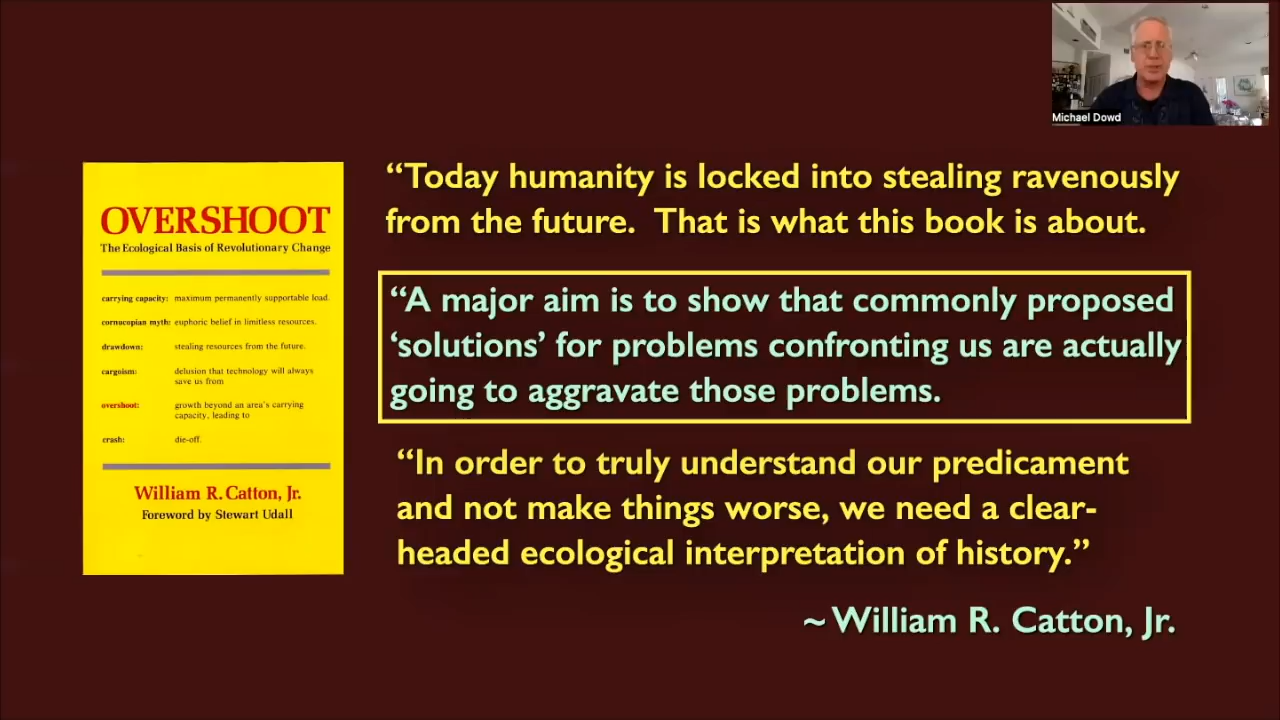 Michael Dowd
OVERSHOOT
The Ecological Basis of Revolutionary Change
carrying capacity: maximum permanently supportable load.
cornucopian myth: euphoric belief in limitless resources.
drawdown: stealing resources from the future.
cargoism: delusion that technology will always
save us from
overshoot: growth beyond an area's carrying
capacity, leading to
crash: die-off.
William R. Catton, Jr.
Foreword by Stewart Udall
“Today humanity is locked into stealing ravenously
from the future. That is what this book is about.
“A major aim is to show that commonly proposed
‘solutions’ for problems confronting us are actually
going to aggravate those problems.
“In order to truly understand our predicament
and not make things worse, we need a clear-
headed ecological interpretation of history.”
~ William R. Catton, Jr.